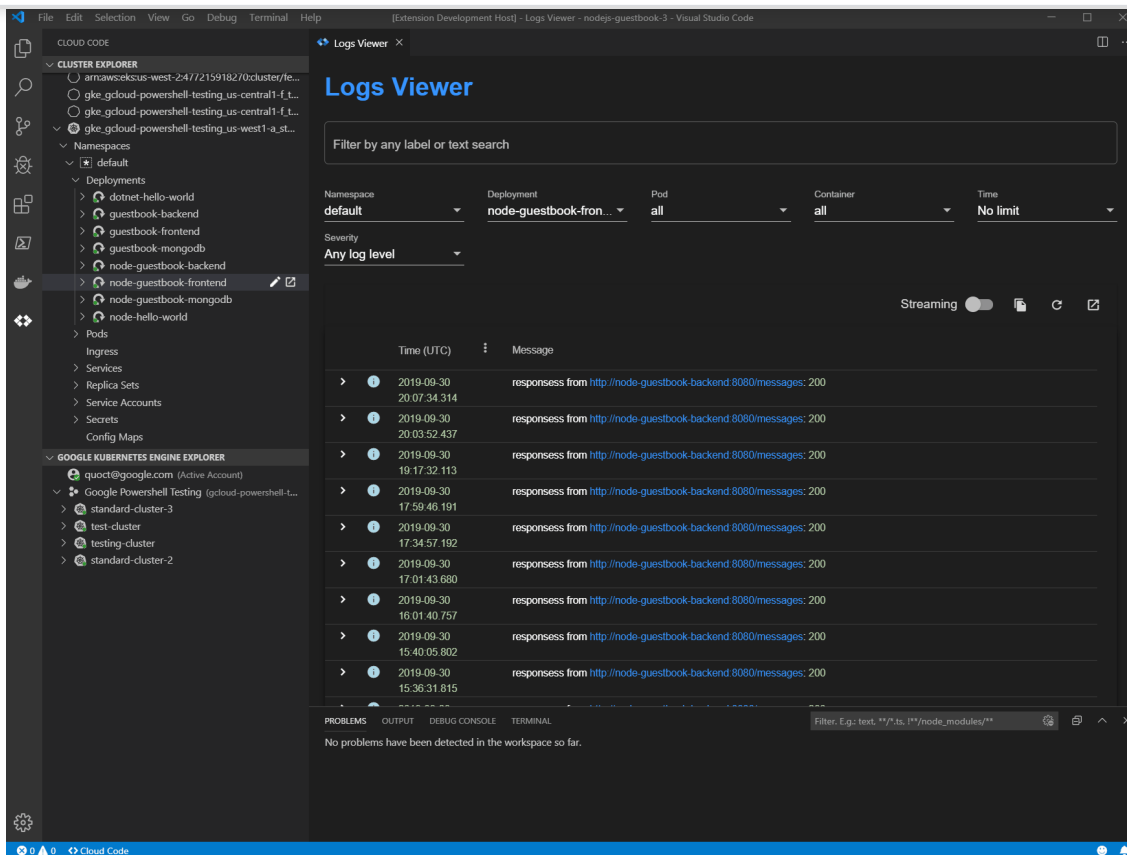 File Edit Selection View Go Debug Terminal Help [Extension Development Host] - Logs Viewer - nodejs-guestbook-3 - Visual Studio Code
CLOUD CODE
Logs Viewer
CLUSTER EXPLORER
arn:aws:eks:us-west-2:477215918270:cluster/fe...
gke_gcloud-powershell-testing_us-central1-f_t...
gke_gcloud-powershell-testing_us-central1-f_t...
gke_gcloud-powershell-testing_us-west1-a_st...
Namespaces
default
Deployments
dotnet-hello-world
guestbook-backend
guestbook-frontend
guestbook-mongodb
node-guestbook-backend
node-guestbook-frontend
node-guestbook-mongodb
node-hello-world
Pods
Ingress
Services
Replica Sets
Service Accounts
Secrets
Config Maps
GOOGLE KUBERNETES ENGINE EXPLORER
quoct@google.com (Active Account)
Google Powershell Testing (gcloud-powershell-t...
standard-cluster-3
test-cluster
testing-cluster
standard-cluster-2
Logs Viewer
Filter by any label or text search
Namespace Deployment Pod Container Time
default node-guestbook-fron... all all No limit
Severity
Any log level
Streaming
Time (UTC) Message
2019-09-30 responsess from http://node-guestbook-backend:8080/messages: 200
20:07:34.314
2019-09-30 responsess from http://node-guestbook-backend:8080/messages: 200
20:03:52.437
2019-09-30 responsess from http://node-guestbook-backend:8080/messages: 200
19:17:32.113
2019-09-30 responsess from http://node-guestbook-backend:8080/messages: 200
17:59:46.191
2019-09-30 responsess from http://node-guestbook-backend:8080/messages: 200
17:34:57.192
2019-09-30 responsess from http://node-guestbook-backend:8080/messages: 200
17:01:43.680
2019-09-30 responsess from http://node-guestbook-backend:8080/messages: 200
16:01:40.757
2019-09-30 responsess from http://node-guestbook-backend:8080/messages: 200
15:40:05.802
2019-09-30 responsess from http://node-guestbook-backend:8080/messages: 200
15:36:31.815
PROBLEMS OUTPUT DEBUG CONSOLE TERMINAL Filter. E.g.: text, **/*.ts, !**/node_modules/**
No problems have been detected in the workspace so far.
0 0 Cloud Code